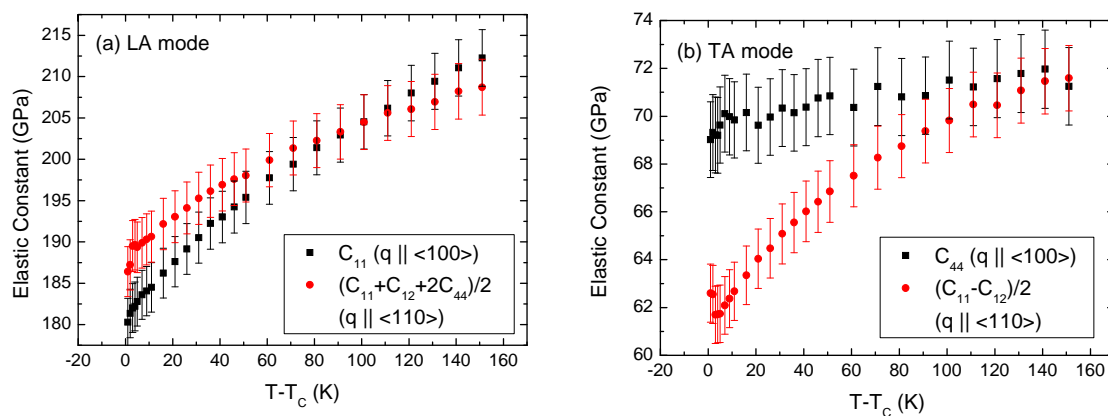 (a) LA mode
Elastic Constant (GPa)
215
210
205
200
195
190
185
180
C11 (q || <100>)
(C11+C12+2C44)/2
(q || <110>)
-20 0 20 40 60 80 100 120 140 160
T-TC (K)
(b) TA mode
Elastic Constant (GPa)
74
72
70
68
66
64
62
60
C44 (q || <100>)
(C11-C12)/2
(q || <110>)
-20 0 20 40 60 80 100 120 140 160
T-TC (K)